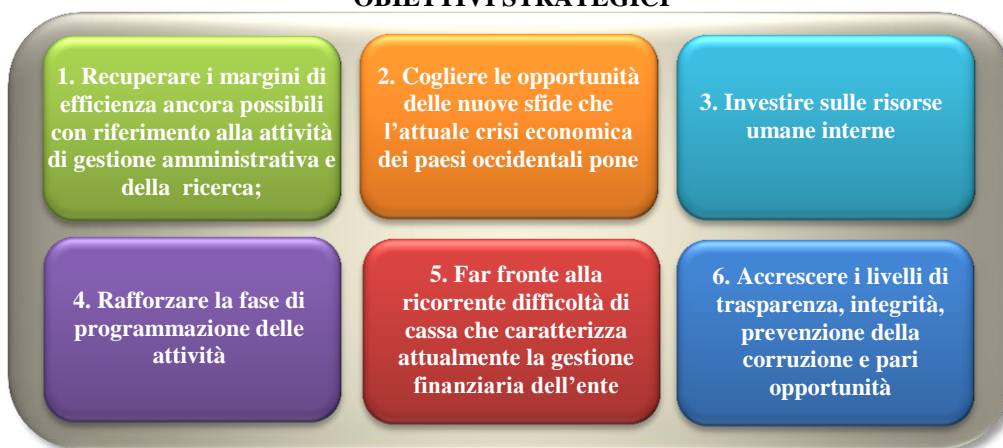 OBIETTIVI STRATEGICI
1. Recuperare i margini di
efficienza ancora possibili
con riferimento alla attività
di gestione amministrativa e
della ricerca;
2. Cogliere le opportunità
delle nuove sfide che
l’attuale crisi economica
dei paesi occidentali pone
3. Investire sulle risorse
umane interne
4. Rafforzare la fase di
programmazione delle
attività
5. Far fronte alla
ricorrente difficoltà di
cassa che caratterizza
attualmente la gestione
finanziaria dell’ente
6. Accrescere i livelli di
trasparenza, integrità,
prevenzione della
corruzione e pari
opportunità